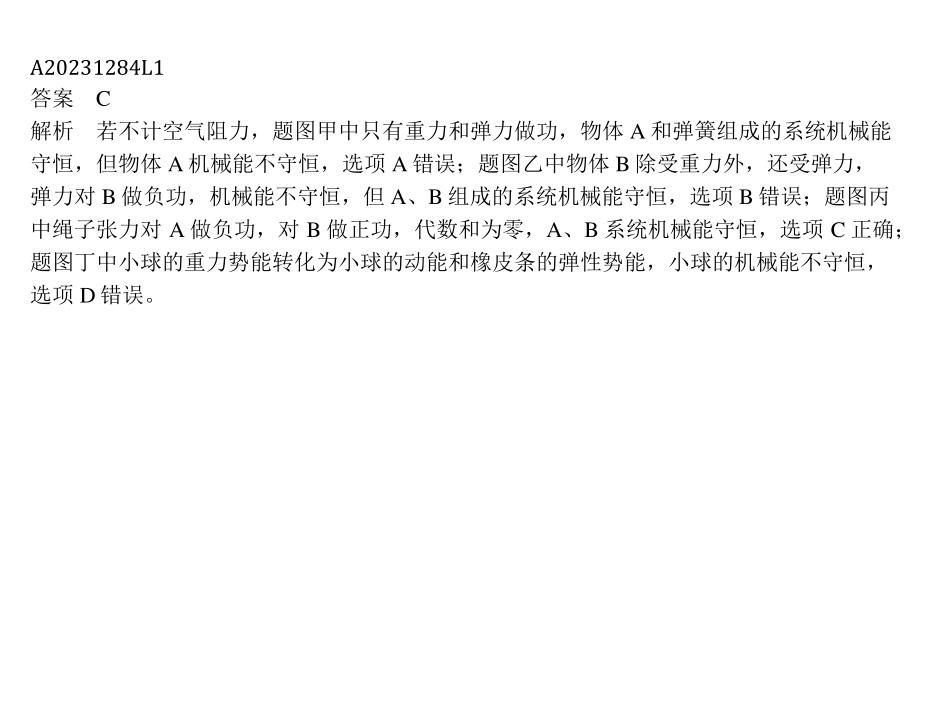 A20231284L1
答案　C
解析　若不计空气阻力，题图甲中只有重力和弹力做功，物体 A 和弹簧组成的系统机械能
守恒，但物体 A 机械能不守恒，选项 A 错误；题图乙中物体 B 除受重力外，还受弹力，
弹力对 B 做负功，机械能不守恒，但 A、B 组成的系统机械能守恒，选项 B 错误；题图丙
中绳子张力对 A 做负功，对 B 做正功，代数和为零，A、B 系统机械能守恒，选项 C 正确；
题图丁中小球的重力势能转化为小球的动能和橡皮条的弹性势能，小球的机械能不守恒，
选项 D 错误。